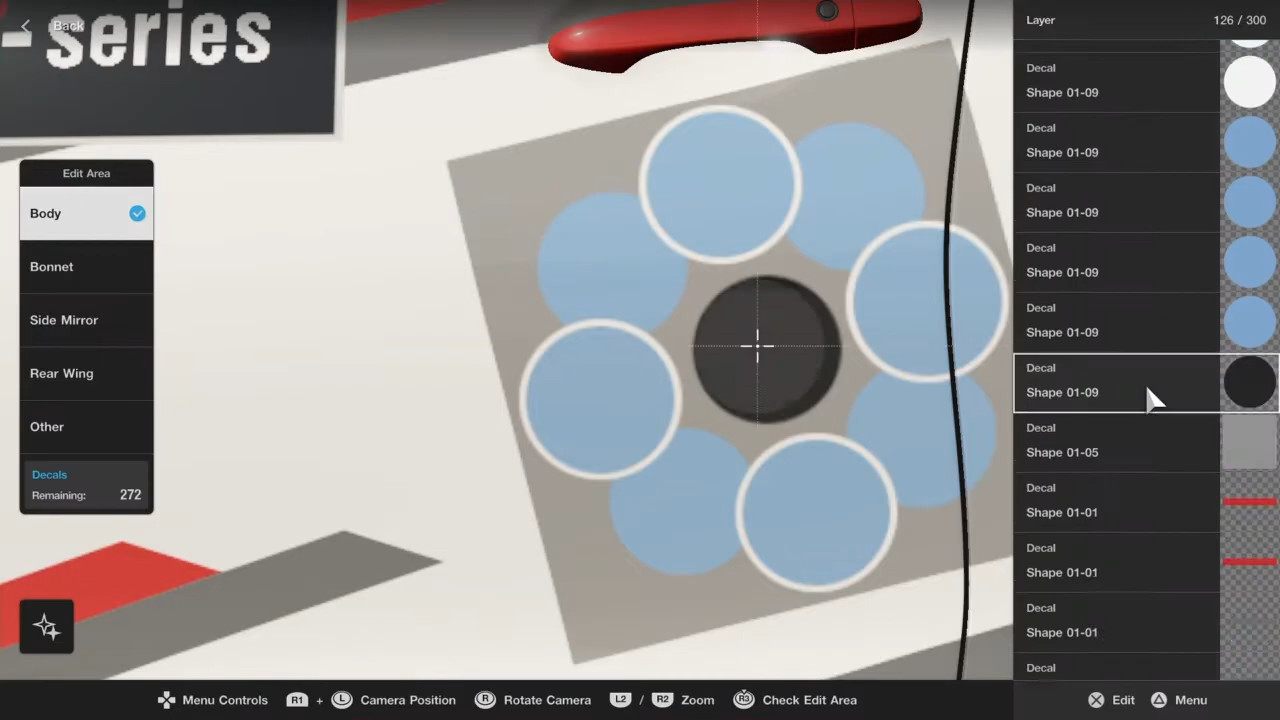 Back
-series
Edit Area
Body
Bonnet
Side Mirror
Rear Wing
Other
Decals
Remaining: 272
Layer 126 / 300
Decal
Shape 01-09
Decal
Shape 01-09
Decal
Shape 01-09
Decal
Shape 01-09
Decal
Shape 01-09
Decal
Shape 01-09
Decal
Shape 01-05
Decal
Shape 01-01
Decal
Shape 01-01
Decal
Shape 01-01
Decal
Menu Controls R1 + L Camera Position R Rotate Camera L2 / R2 Zoom R3 Check Edit Area Edit Menu